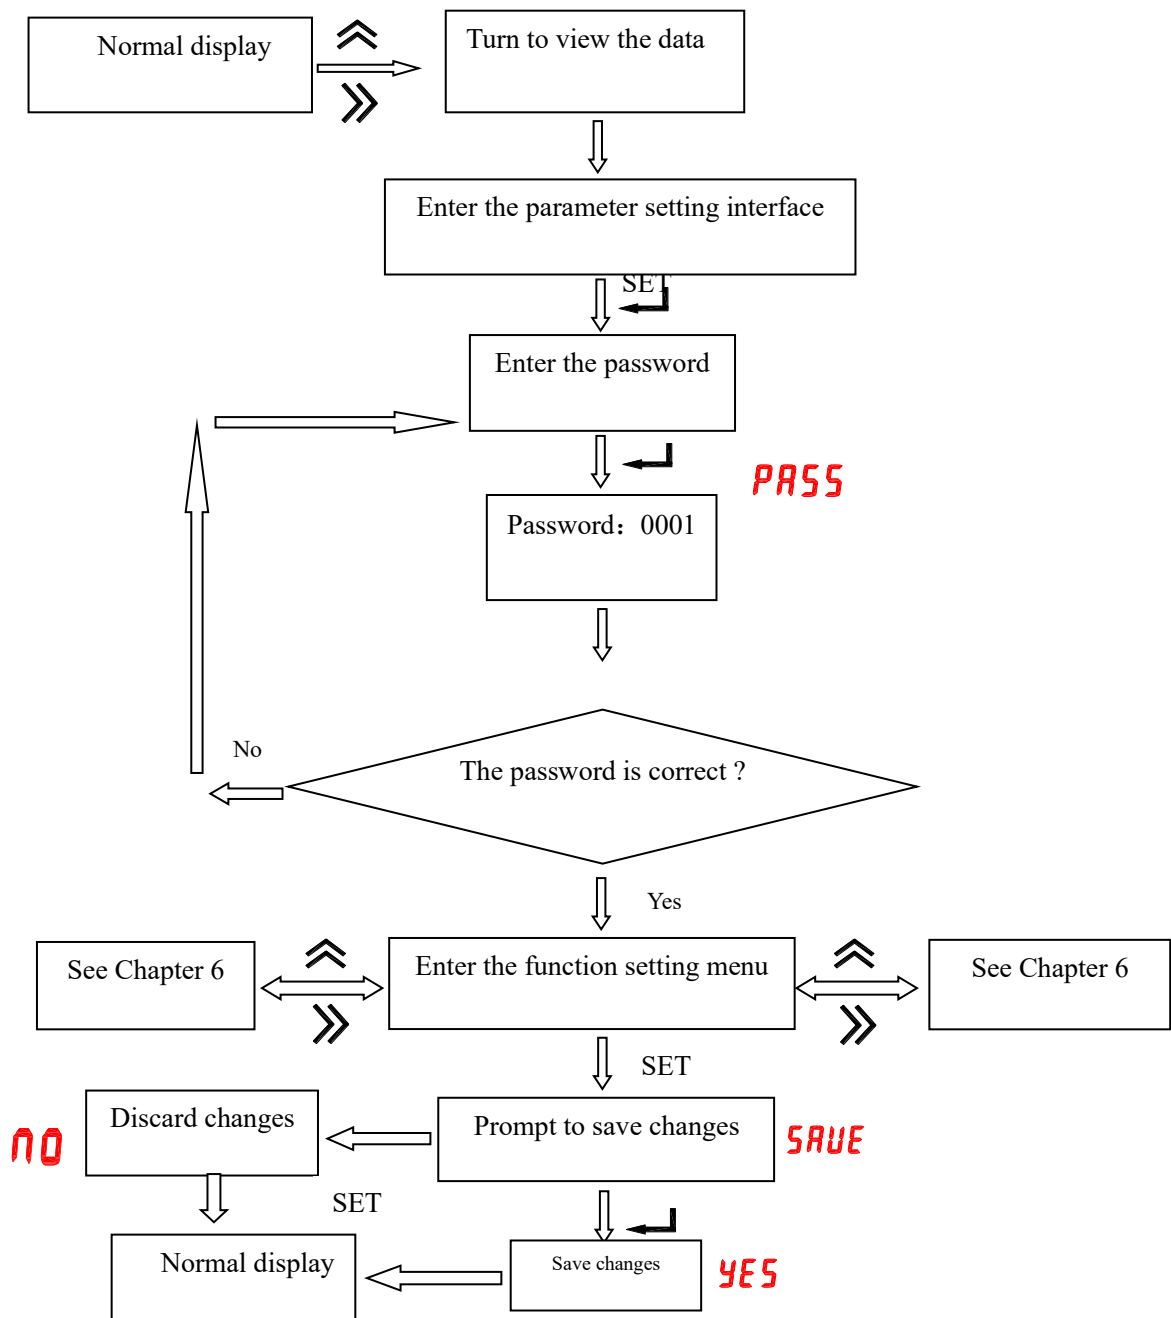 Normal display
Turn to view the data
Enter the parameter setting interface
SET
Enter the password
PASS
Password：0001
No
The password is correct ?
Yes
See Chapter 6
Enter the function setting menu
See Chapter 6
SET
Discard changes
Prompt to save changes
NO
SAVE
SET
Normal display
Save changes
YES